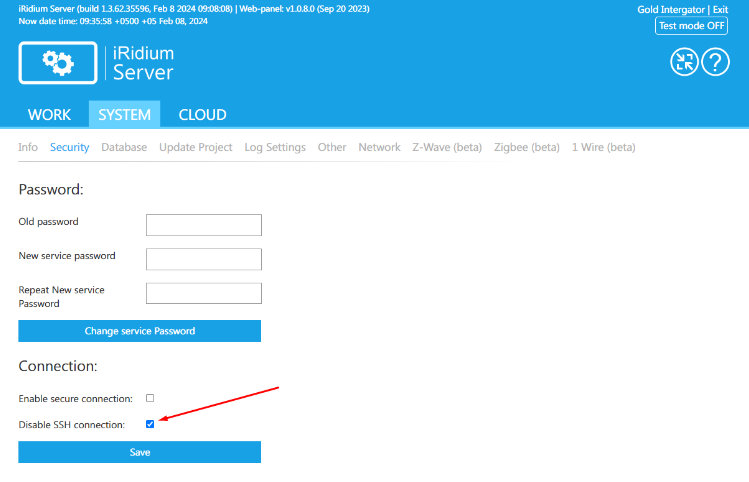 iRidium Server (build 1.3.62.35596, Feb 8 2024 09:08:08) | Web-panel: v1.0.8.0 (Sep 20 2023)
Now date time: 09:35:58 +0500 +05 Feb 08, 2024
Gold Intergator | Exit
Test mode OFF
iRidium
Server
?
WORK SYSTEM CLOUD
Info Security Database Update Project Log Settings Other Network Z-Wave (beta) Zigbee (beta) 1 Wire (beta)
Password:
Old password
New service password
Repeat New service
Password
Change service Password
Connection:
Enable secure connection:
Disable SSH connection:
Save